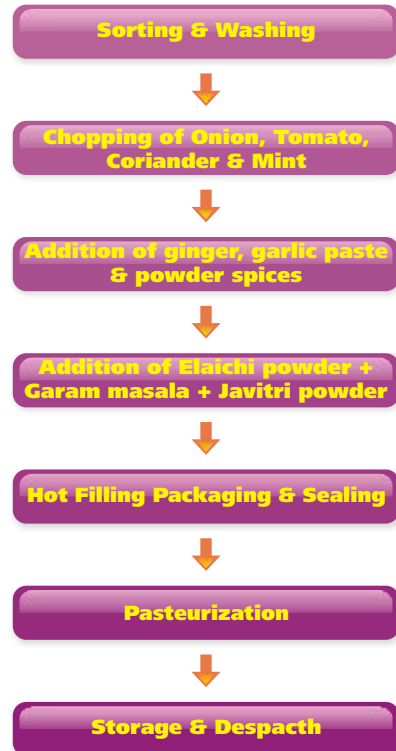 Sorting & Washing
Chopping of Onion, Tomato,
Coriander & Mint
Addition of ginger, garlic paste
& powder spices
Addition of Elaichi powder +
Garam masala + Javitri powder
Hot Filling Packaging & Sealing
Pasteurization
Storage & Despacth